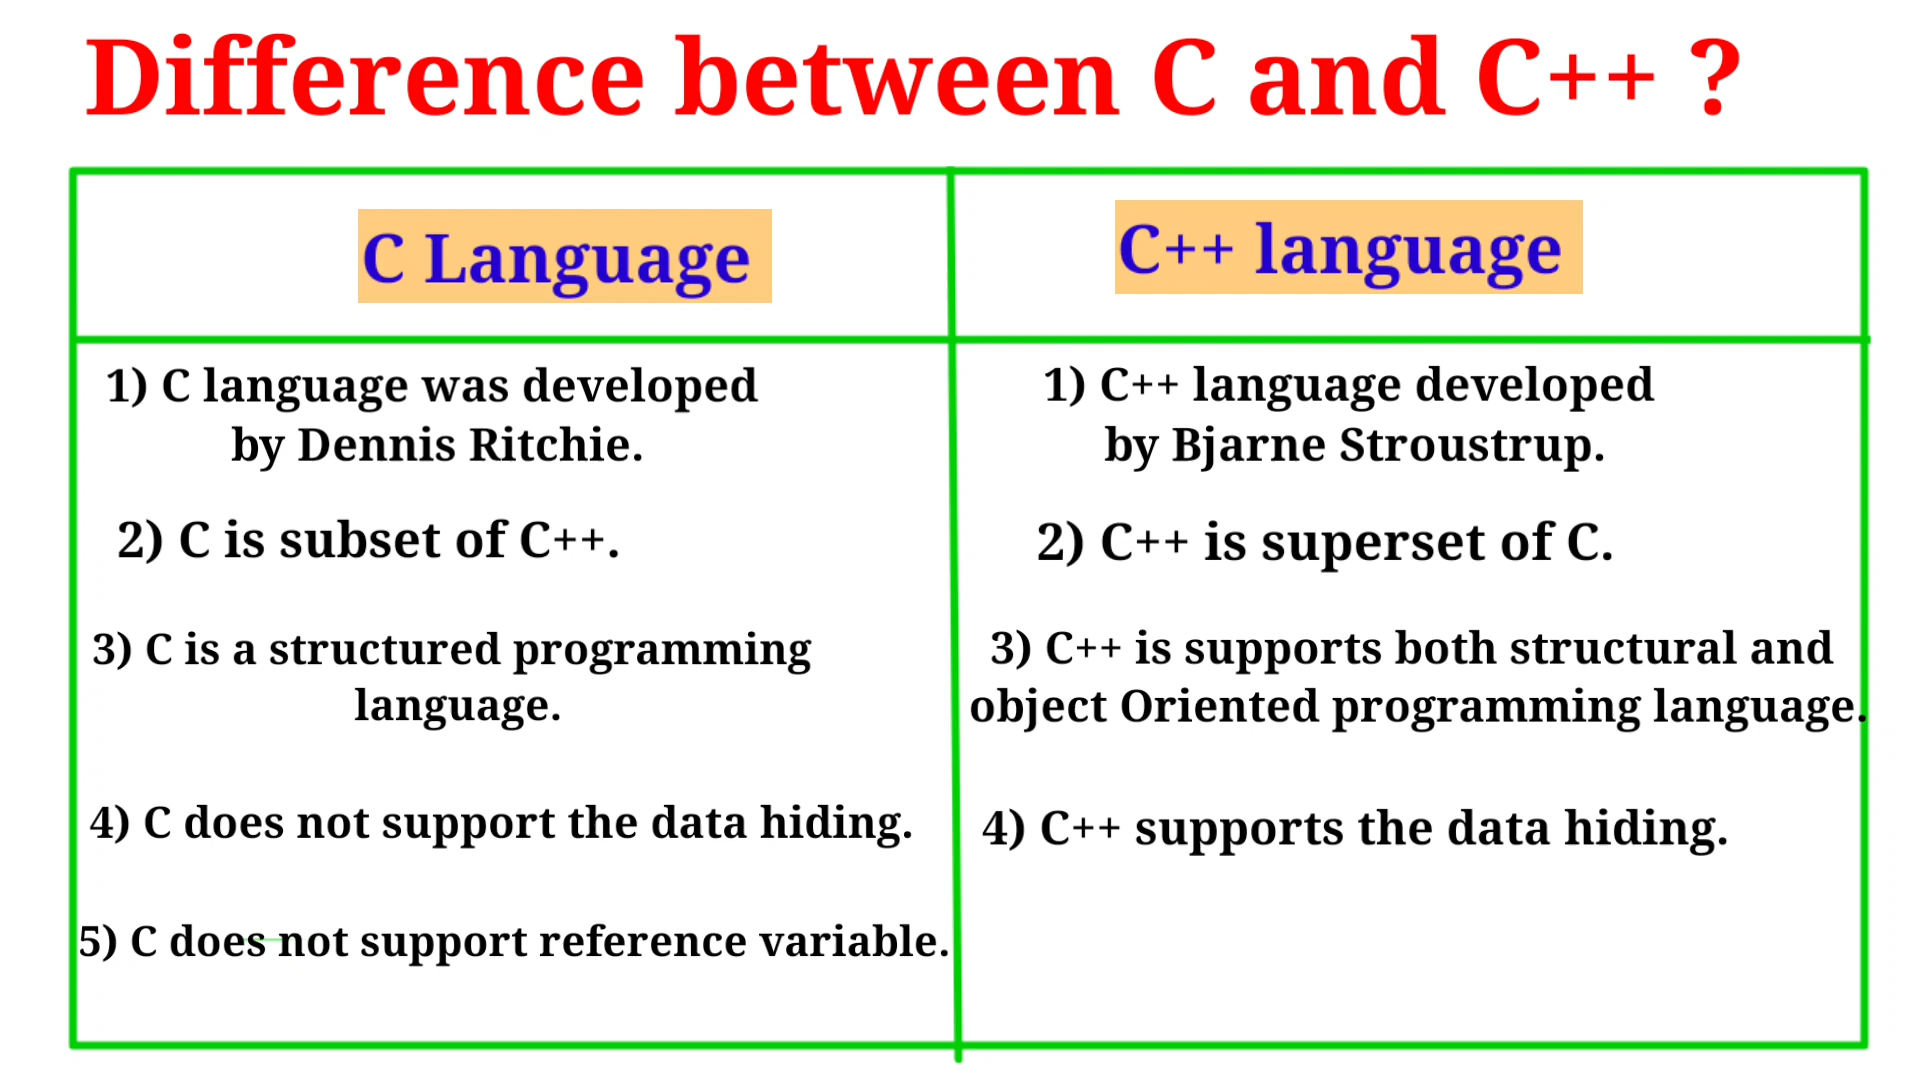 Difference between C and C++ ?
C Language
C++ language
1) C language was developed
by Dennis Ritchie.
2) C is subset of C++.
3) C is a structured programming
language.
4) C does not support the data hiding.
5) C does not support reference variable.
1) C++ language developed
by Bjarne Stroustrup.
2) C++ is superset of C.
3) C++ is supports both structural and
object Oriented programming language.
4) C++ supports the data hiding.